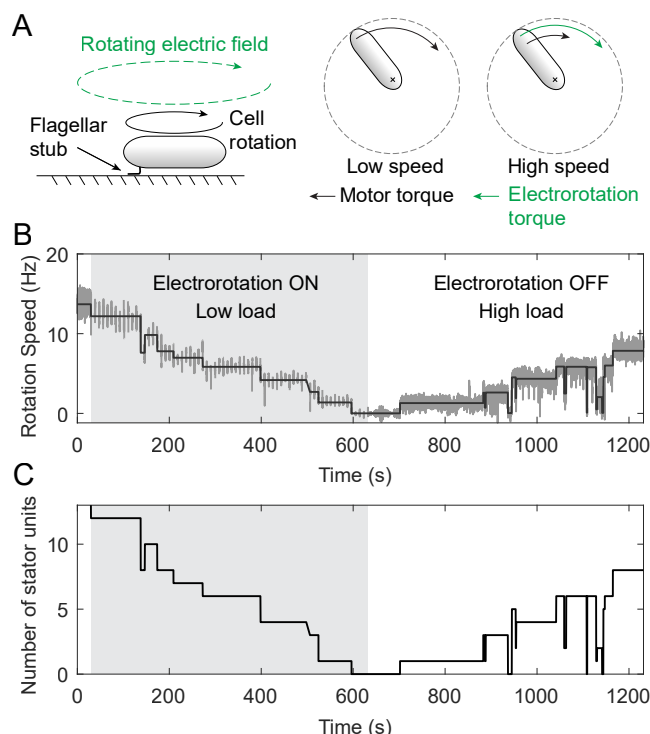 A
Rotating electric field
Flagellar
stub
Cell
rotation
×
×
Low speed
High speed
Motor torque
Electrorotation
torque
B
Rotation Speed (Hz)
20
10
0
Electrorotation ON
Low load
Electrorotation OFF
High load
0 200 400 600 800 1000 1200
Time (s)
C
Number of stator units
10
5
0
0 200 400 600 800 1000 1200
Time (s)